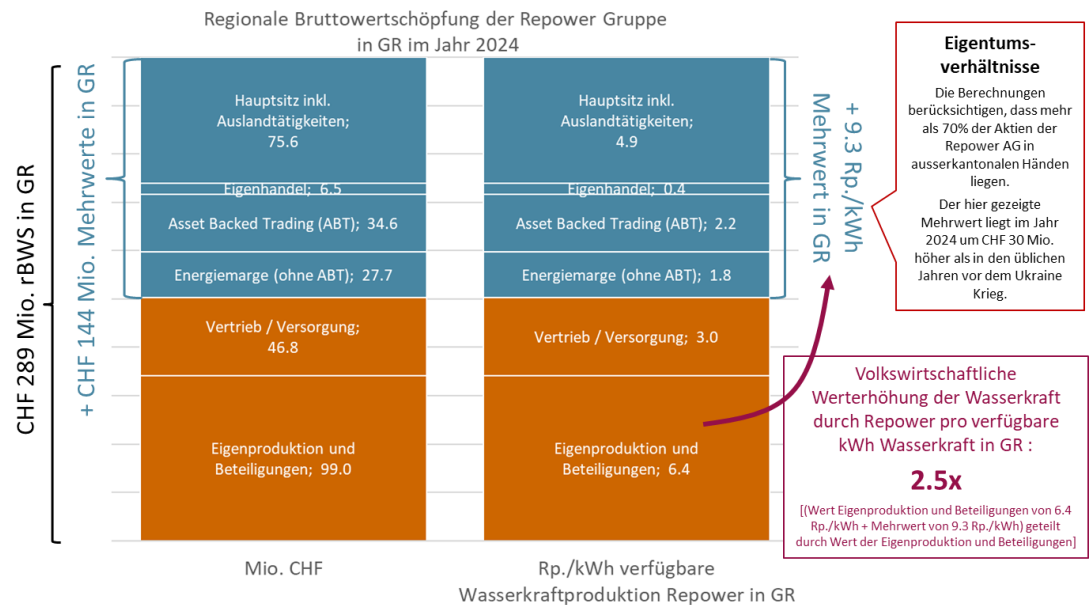 Regionale Bruttowertschöpfung der Repower Gruppe
in GR im Jahr 2024
CHF 289 Mio. rBWS in GR
+ CHF 144 Mio. Mehrwerte in GR
Hauptsitz inkl.
Auslandtätigkeiten;
75.6
Eigenhandel; 6.5
Asset Backed Trading (ABT); 34.6
Energiemarge (ohne ABT); 27.7
Vertrieb / Versorgung;
46.8
Eigenproduktion und
Beteiligungen; 99.0
Mio. CHF
Hauptsitz inkl.
Auslandtätigkeiten;
4.9
Eigenhandel; 0.4
Asset Backed Trading (ABT); 2.2
Energiemarge (ohne ABT); 1.8
Vertrieb / Versorgung; 3.0
Eigenproduktion und
Beteiligungen; 6.4
Rp./kWh verfügbare
Wasserkraftproduktion Repower in GR
+ 9.3 Rp./kWh
Mehrwert in GR
Eigentums-
verhältnisse
Die Berechnungen
berücksichtigen, dass mehr
als 70% der Aktien der
Repower AG in
ausserkantonalen Händen
liegen.
Der hier gezeigte
Mehrwert liegt im Jahr
2024 um CHF 30 Mio.
höher als in den üblichen
Jahren vor dem Ukraine
Krieg.
Volkswirtschaftliche
Werterhöhung der Wasserkraft
durch Repower pro verfügbare
kWh Wasserkraft in GR :
2.5x
[(Wert Eigenproduktion und Beteiligungen von 6.4
Rp./kWh + Mehrwert von 9.3 Rp./kWh) geteilt
durch Wert der Eigenproduktion und Beteiligungen]